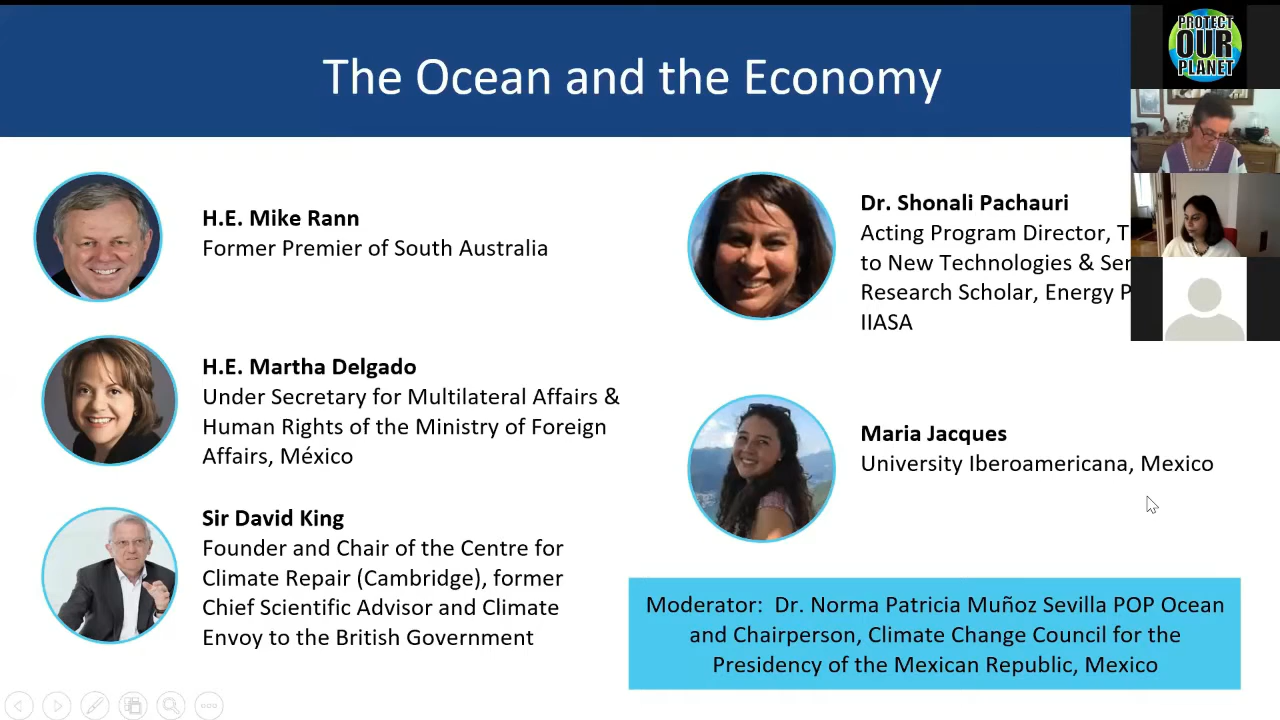 The Ocean and the Economy
PROTECT
OUR
PLANET
H.E. Mike Rann
Former Premier of South Australia
H.E. Martha Delgado
Under Secretary for Multilateral Affairs &
Human Rights of the Ministry of Foreign
Affairs, México
Sir David King
Founder and Chair of the Centre for
Climate Repair (Cambridge), former
Chief Scientific Advisor and Climate
Envoy to the British Government
Dr. Shonali Pachauri
Acting Program Director,
to New Technologies &
Research Scholar, Energy
IIASA
Maria Jacques
University Iberoamericana, Mexico
Moderator: Dr. Norma Patricia Muñoz Sevilla POP Ocean
and Chairperson, Climate Change Council for the
Presidency of the Mexican Republic, Mexico